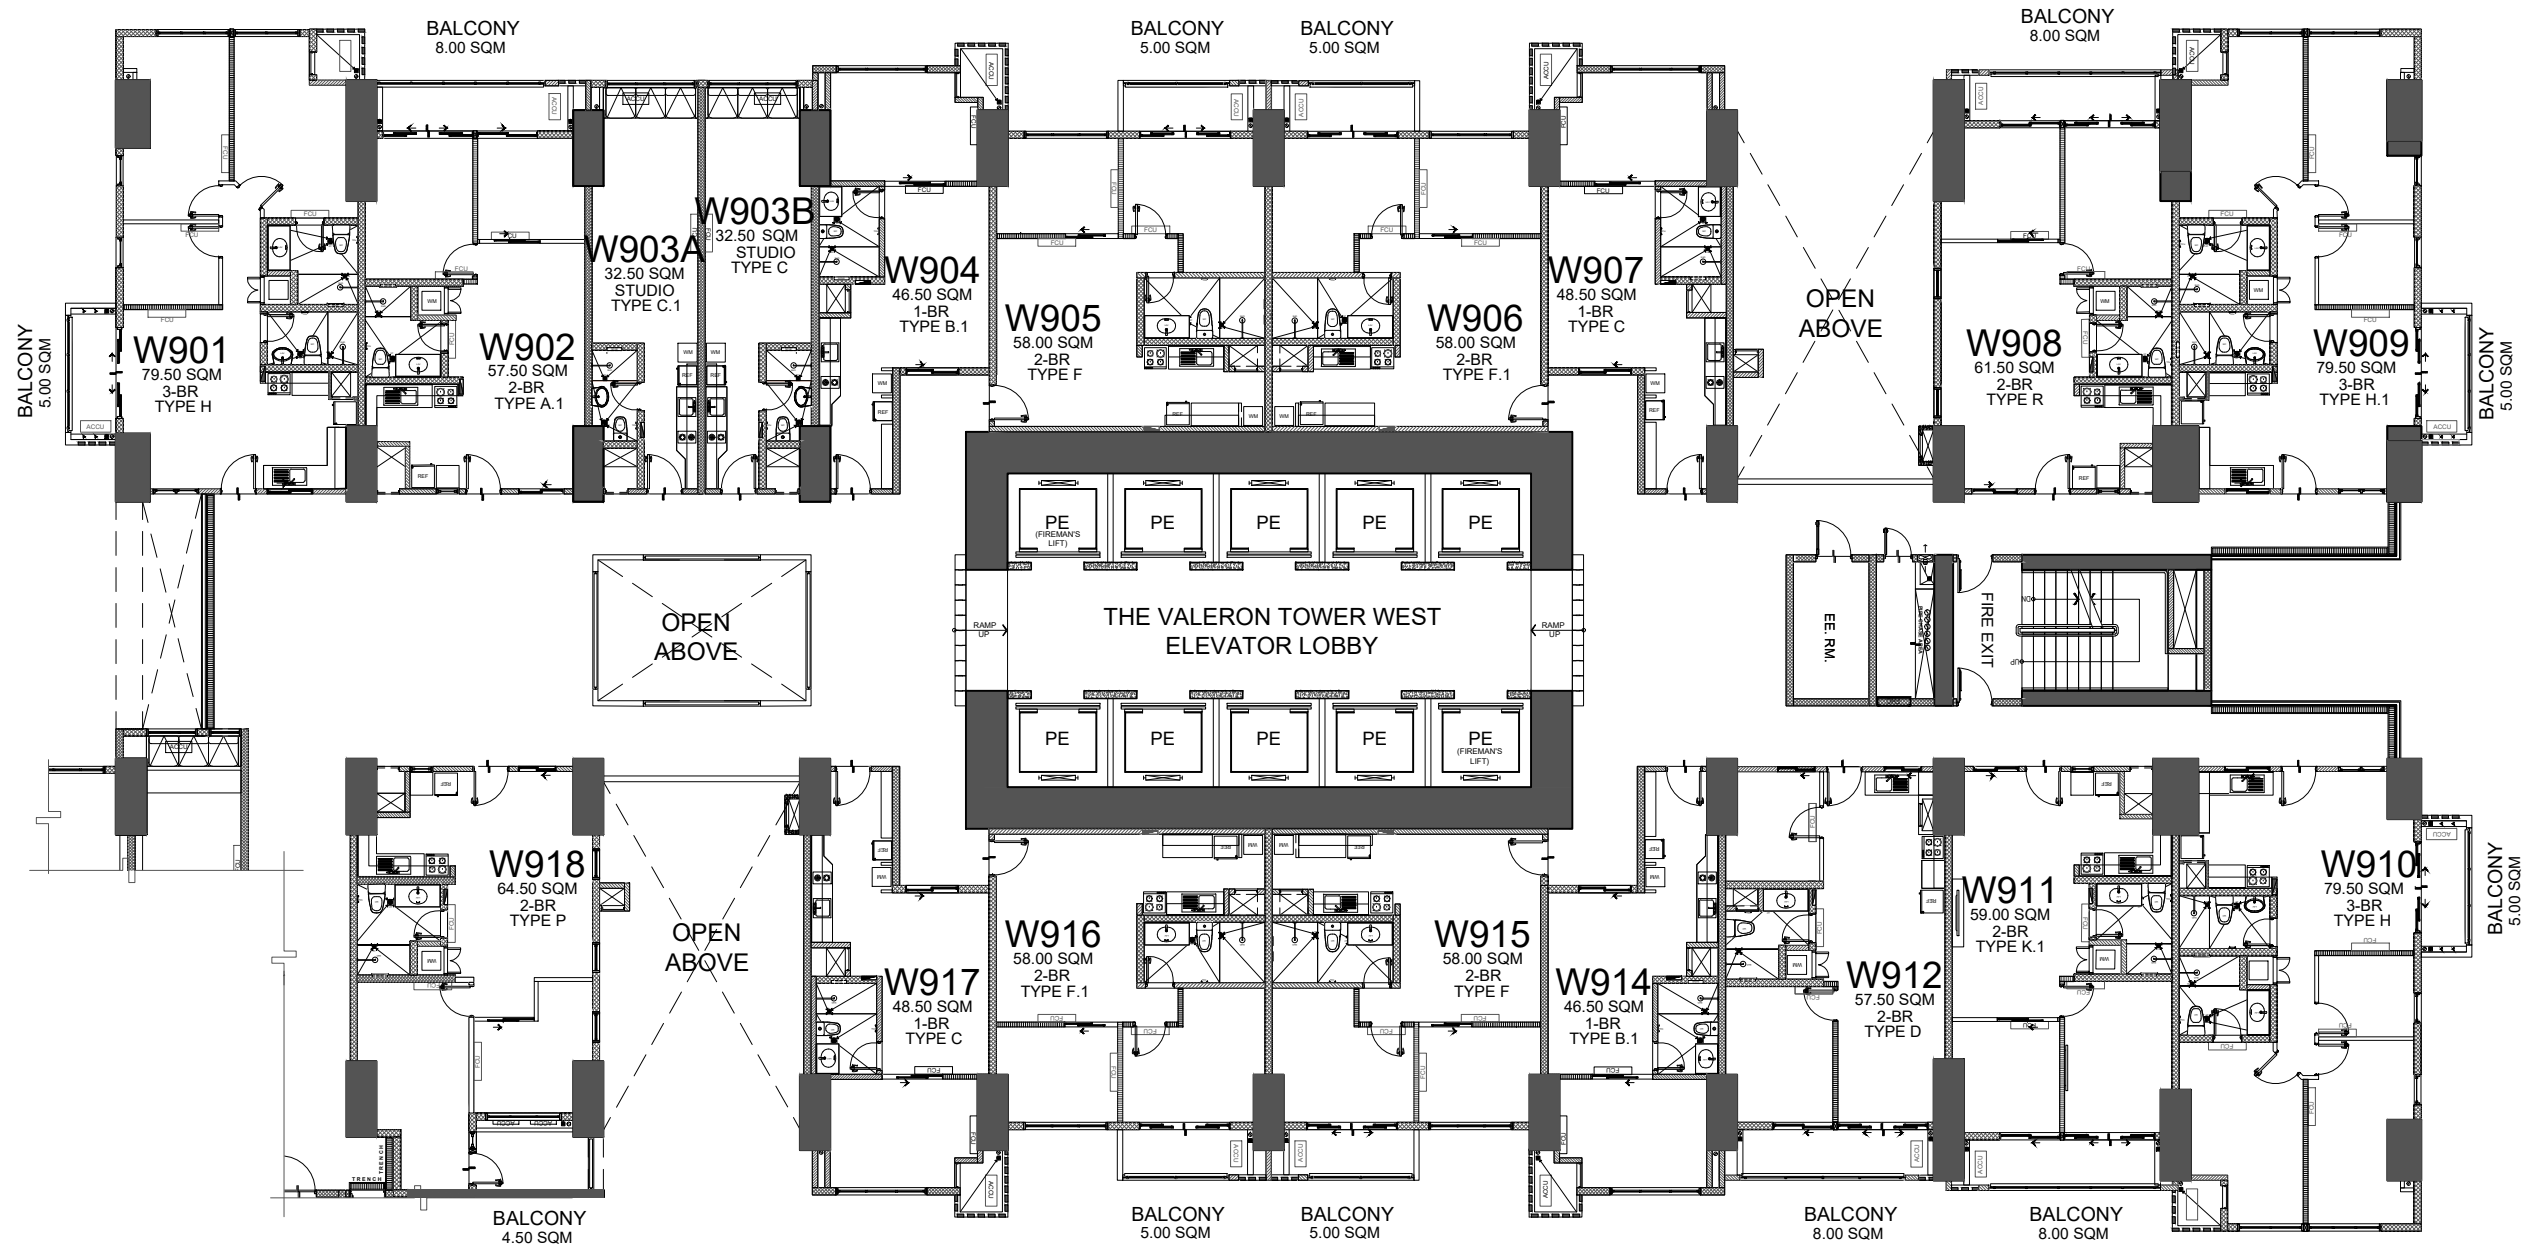 BALCONY
8.00 SQM
BALCONY
5.00 SQM
BALCONY
5.00 SQM
BALCONY
8.00 SQM
W901
79.50 SQM
3-BR
TYPE H
BALCONY
5.00 SQM
W902
57.50 SQM
2-BR
TYPE A.1
W903A
32.50 SQM
STUDIO
TYPE C.1
W903B
32.50 SQM
STUDIO
TYPE C
W904
46.50 SQM
1-BR
TYPE B.1
W905
58.00 SQM
2-BR
TYPE F
W906
58.00 SQM
2-BR
TYPE F.1
W907
48.50 SQM
1-BR
TYPE C
OPEN
ABOVE
W908
61.50 SQM
2-BR
TYPE R
W909
79.50 SQM
3-BR
TYPE H.1
BALCONY
5.00 SQM
PE
(FIREMAN'S
LIFT)
PE
PE
PE
PE
OPEN
ABOVE
RAMP
UP
THE VALERON TOWER WEST
ELEVATOR LOBBY
RAMP
UP
EE. RM.
FIRE EXIT
DN
UP
PE
PE
PE
PE
PE
(FIREMAN'S
LIFT)
W918
64.50 SQM
2-BR
TYPE P
OPEN
ABOVE
W917
48.50 SQM
1-BR
TYPE C
W916
58.00 SQM
2-BR
TYPE F.1
W915
58.00 SQM
2-BR
TYPE F
W914
46.50 SQM
1-BR
TYPE B.1
W912
57.50 SQM
2-BR
TYPE D
W911
59.00 SQM
2-BR
TYPE K.1
W910
79.50 SQM
3-BR
TYPE H
BALCONY
5.00 SQM
TRENCH
TRENCH
BALCONY
4.50 SQM
BALCONY
5.00 SQM
BALCONY
5.00 SQM
BALCONY
8.00 SQM
BALCONY
8.00 SQM